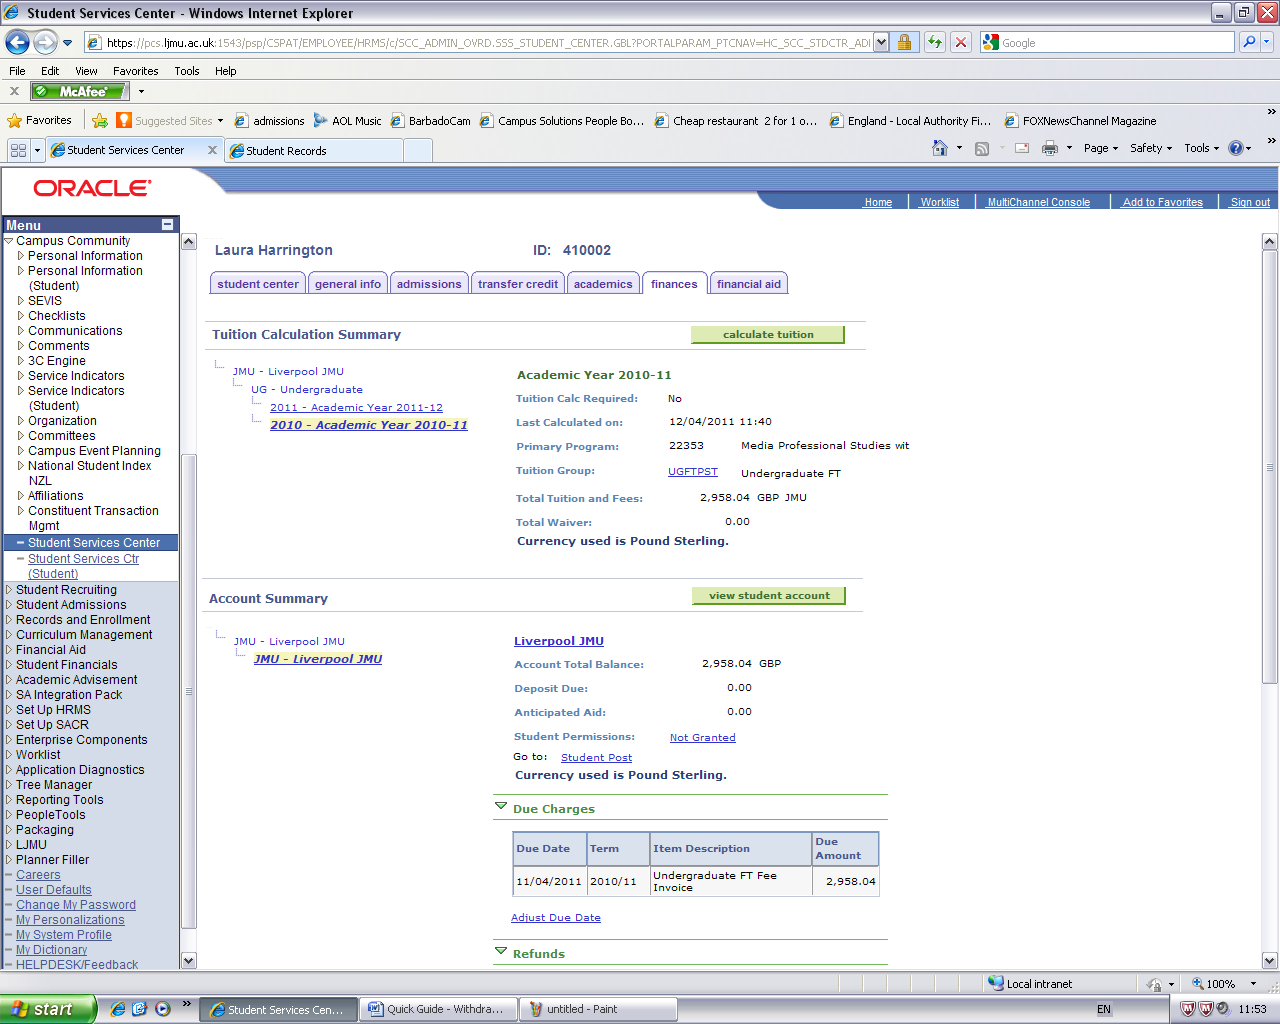 Student Services Center - Windows Internet Explorer
https://pcs.ljmu.ac.uk:1543/psp/CSPAT/EMPLOYEE/HRMS/c/SCC_ADMIN_OVRD.SSS_STUDENT_CENTER.GBL?PORTALPARAM_PTCNAV=HC_SCC_STDCTR_ADI
Google
File Edit View Favorites Tools Help
X McAfee
Favorites Suggested Sites admissions AOL Music BarbadoCam Campus Solutions People Bo... Cheap restaurant 2 for 1 o... England - Local Authority Fi... FOXNewsChannel Magazine
Student Services Center X Student Records Page Safety Tools
ORACLE
Home Worklist MultiChannel Console Add to Favorites Sign out
Menu
Campus Community
Personal Information
Personal Information
(Student)
SEVIS
Checklists
Communications
Comments
3C Engine
Service Indicators
Service Indicators
(Student)
Organization
Committees
Campus Event Planning
National Student Index
NZL
Affiliations
Constituent Transaction
Mgmt
Student Services Center
Student Services Ctr
(Student)
Student Recruiting
Student Admissions
Records and Enrollment
Curriculum Management
Financial Aid
Student Financials
Academic Advisement
SA Integration Pack
Set Up HRMS
Set Up SACR
Enterprise Components
Worklist
Application Diagnostics
Tree Manager
Reporting Tools
PeopleTools
Packaging
LJMU
Planner Filler
Careers
User Defaults
Change My Password
My Personalizations
My System Profile
My Dictionary
HELPDESK/Feedback
Laura Harrington ID: 410002
student center general info admissions transfer credit academics finances financial aid
Tuition Calculation Summary calculate tuition
JMU - Liverpool JMU
UG - Undergraduate
2011 - Academic Year 2011-12
2010 - Academic Year 2010-11
Academic Year 2010-11
Tuition Calc Required: No
Last Calculated on: 12/04/2011 11:40
Primary Program: 22353 Media Professional Studies wit
Tuition Group: UGFTPST Undergraduate FT
Total Tuition and Fees: 2,958.04 GBP JMU
Total Waiver: 0.00
Currency used is Pound Sterling.
Account Summary view student account
JMU - Liverpool JMU
JMU - Liverpool JMU
Liverpool JMU
Account Total Balance: 2,958.04 GBP
Deposit Due: 0.00
Anticipated Aid: 0.00
Student Permissions: Not Granted
Go to: Student Post
Currency used is Pound Sterling.
Due Charges
Due Date Term Item Description Due Amount
11/04/2011 2010/11 Undergraduate FT Fee Invoice 2,958.04
Adjust Due Date
Refunds
Local intranet 100%
start Student Services Cen... Quick Guide - Withdra... untitled - Paint EN 11:53